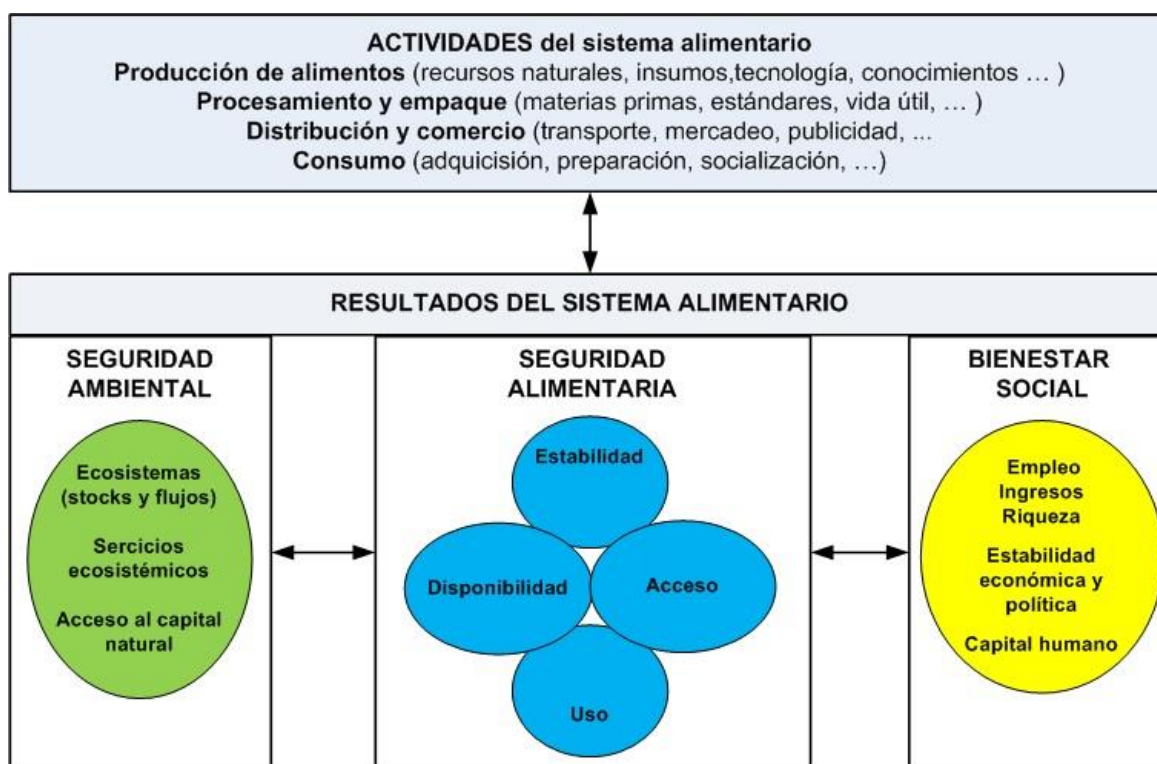 ACTIVIDADES del sistema alimentario
Producción de alimentos (recursos naturales, insumos,tecnología, conocimientos … )
Procesamiento y empaque (materias primas, estándares, vida útil, … )
Distribución y comercio (transporte, mercadeo, publicidad, ...
Consumo (adquicisión, preparación, socialización, …)
RESULTADOS DEL SISTEMA ALIMENTARIO
SEGURIDAD
AMBIENTAL
Ecosistemas
(stocks y flujos)
Sercicios
ecosistémicos
Acceso al capital
natural
SEGURIDAD
ALIMENTARIA
Estabilidad
Disponibilidad
Acceso
Uso
BIENESTAR
SOCIAL
Empleo
Ingresos
Riqueza
Estabilidad
económica y
política
Capital humano